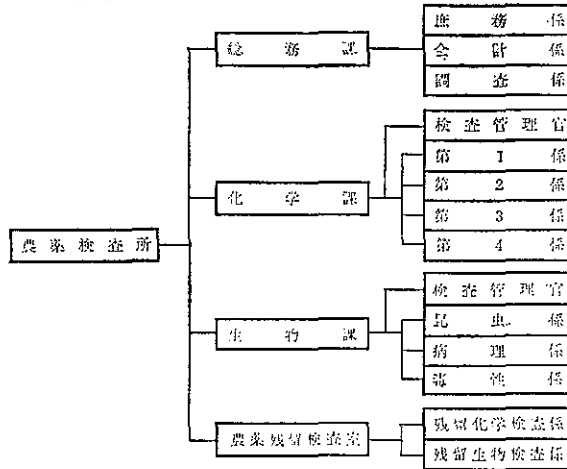 農薬検査所
総務課
庶務係
会計係
調査係
化学課
検査管理官
第1係
第2係
第3係
第4係
生物課
検査管理官
昆虫係
病理係
毒性係
農薬残留検査室
残留化学検査係
残留生物検査係